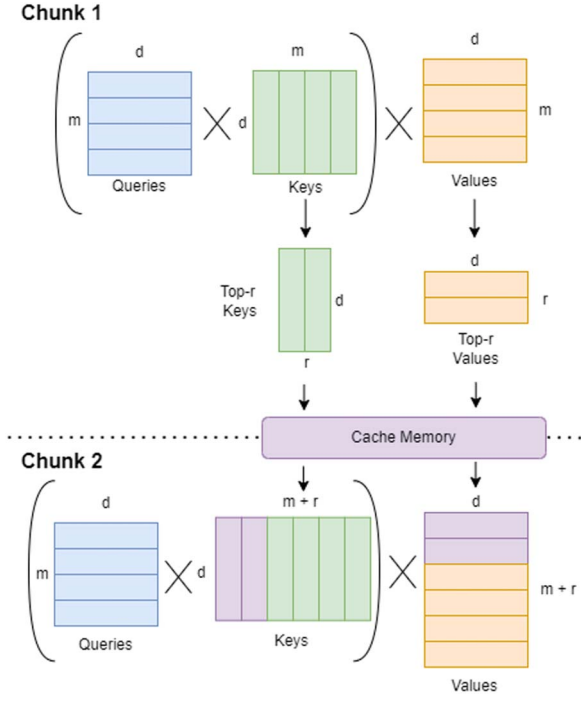 Chunk 1
d
m
d
m
d
m
Queries
Keys
Values
Top-r
Keys
d
r
d
r
Top-r
Values
Cache Memory
Chunk 2
d
m + r
d
m
d
m + r
Queries
Keys
Values